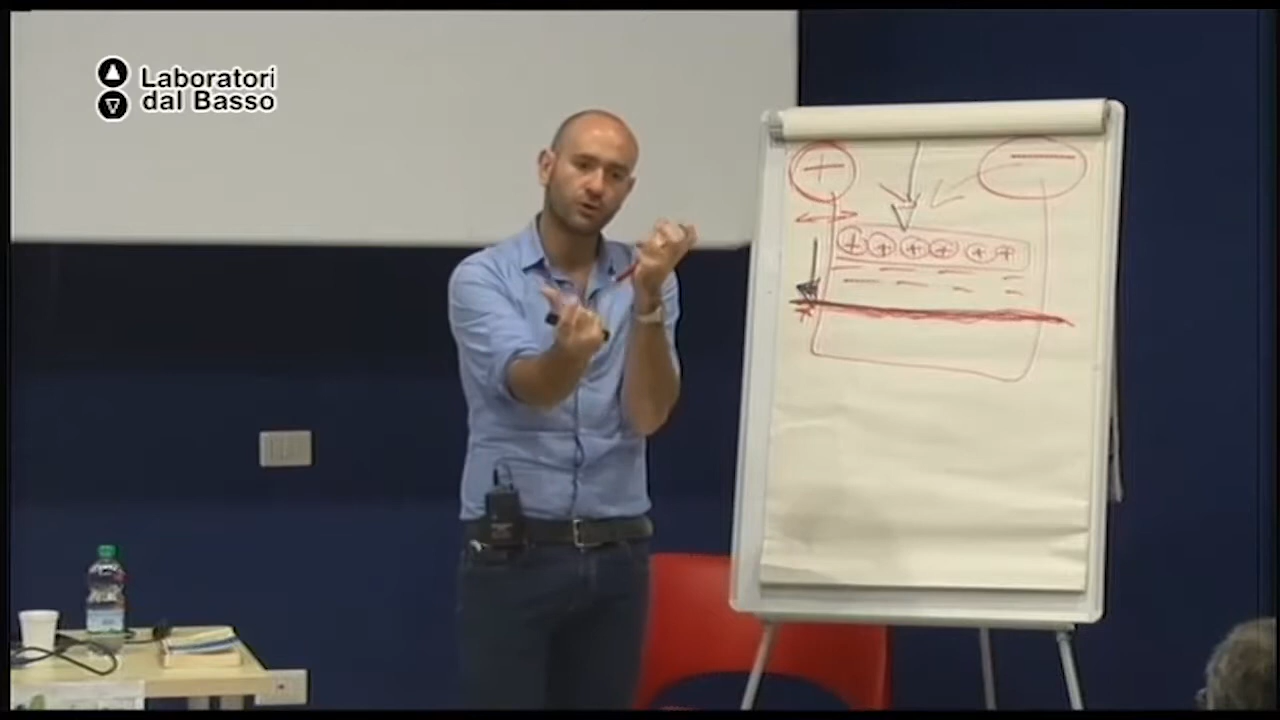 Laboratori
dal Basso
+ —
+ + + + + +